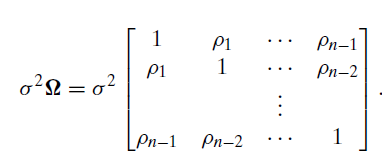 σ²Ω = σ² [ 1 ρ₁ ⋯ ρₙ₋₁
ρ₁ 1 ⋯ ρₙ₋₂
⋮
ρₙ₋₁ ρₙ₋₂ ⋯ 1 ] .